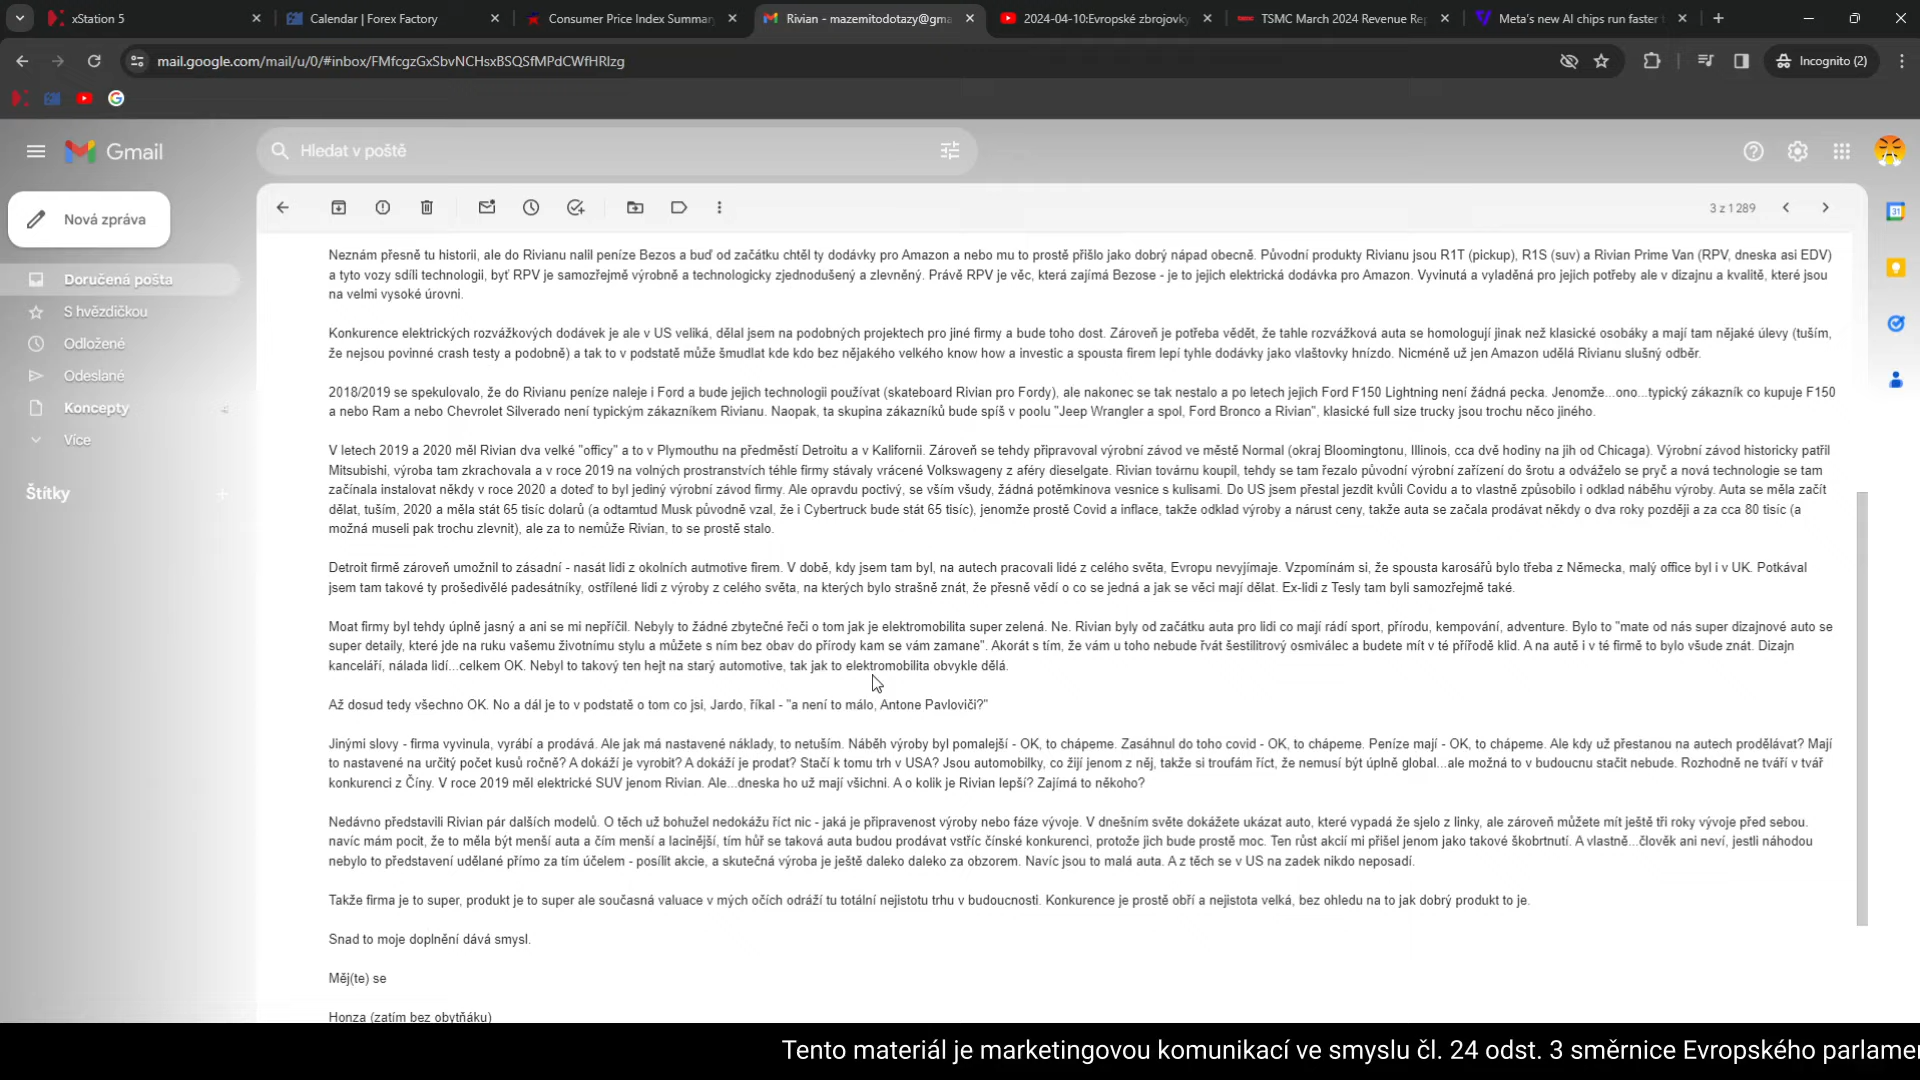 xStation 5
Calendar | Forex Factory
Consumer Price Index Summary
Rivian - mazemitodotazy@gma
2024-04-10:Evropské zbrojovky
TSMC March 2024 Revenue Re
Meta's new AI chips run faster t
mail.google.com/mail/u/0/#inbox/FMfcgzGxSbvNCHsxBSQSfMPdCWfHRlzg
Incognito (2)
Gmail
Hledat v poště
Nová zpráva
3 z 1 289
Doručená pošta
S hvězdičkou
Odložené
Odeslané
Koncepty
Více
Štítky
Neznám přesně tu historii, ale do Rivianu nalil peníze Bezos a buď od začátku chtěl ty dodávky pro Amazon a nebo mu to prostě přišlo jako dobrý nápad obecně. Původní produkty Rivianu jsou R1T (pickup), R1S (suv) a Rivian Prime Van (RPV, dneska asi EDV)
a tyto vozy sdílí technologii, byť RPV je samozřejmě výrobně a technologicky zjednodušený a zlevněný. Právě RPV je věc, která zajímá Bezose - je to jejich elektrická dodávka pro Amazon. Vyvinutá a vyladěná pro jejich potřeby ale v dizajnu a kvalitě, které jsou
na velmi vysoké úrovni.
Konkurence elektrických rozvážkových dodávek je ale v US veliká, dělal jsem na podobných projektech pro jiné firmy a bude toho dost. Zároveň je potřeba vědět, že tahle rozvážková auta se homologují jinak než klasické osobáky a mají tam nějaké úlevy (tuším,
že nejsou povinné crash testy a podobně) a tak to v podstatě může šmudlat kde kdo bez nějakého velkého know how a investic a spousta firem lepí tyhle dodávky jako vlaštovky hnízdo. Nicméně už jen Amazon udělá Rivianu slušný odběr.
2018/2019 se spekulovalo, že do Rivianu peníze naleje i Ford a bude jejich technologii používat (skateboard Rivian pro Fordy), ale nakonec se tak nestalo a po letech jejich Ford F150 Lightning není žádná pecka. Jenomže...ono...typický zákazník co kupuje F150
a nebo Ram a nebo Chevrolet Silverado není typickým zákazníkem Rivianu. Naopak, ta skupina zákazníků bude spíš v poolu "Jeep Wrangler a spol, Ford Bronco a Rivian", klasické full size trucky jsou trochu něco jiného.
V letech 2019 a 2020 měl Rivian dva velké "officy" a to v Plymouthu na předměstí Detroitu a v Kalifornii. Zároveň se tehdy připravoval výrobní závod ve městě Normal (okraj Bloomingtonu, Illinois, cca dvě hodiny na jih od Chicaga). Výrobní závod historicky patřil
Mitsubishi, výroba tam zkrachovala a v roce 2019 na volných prostranstvích téhle firmy stávaly vrácené Volkswageny z aféry dieselgate. Rivian továrnu koupil, tehdy se tam řezalo původní výrobní zařízení do šrotu a odváželo se pryč a nová technologie se tam
začínala instalovat někdy v roce 2020 a doteď to byl jediný výrobní závod firmy. Ale opravdu poctivý, se vším všudy, žádná potěmkinova vesnice s kulisami. Do US jsem přestal jezdit kvůli Covidu a to vlastně způsobilo i odklad náběhu výroby. Auta se měla začít
dělat, tuším, 2020 a měla stát 65 tisíc dolarů (a odtamtud Musk původně vzal, že i Cybertruck bude stát 65 tisíc), jenomže prostě Covid a inflace, takže odklad výroby a nárust ceny, takže auta se začala prodávat někdy o dva roky později a za cca 80 tisíc (a
možná museli pak trochu zlevnit), ale za to nemůže Rivian, to se prostě stalo.
Detroit firmě zároveň umožnil to zásadní - nasát lidi z okolních autmotive firem. V době, kdy jsem tam byl, na autech pracovali lidé z celého světa, Evropu nevyjímaje. Vzpomínám si, že spousta karosářů bylo třeba z Německa, malý office byl i v UK. Potkával
jsem tam takové ty prošedivělé padesátníky, ostřílené lidi z výroby z celého světa, na kterých bylo strašně znát, že přesně vědí o co se jedná a jak se věci mají dělat. Ex-lidi z Tesly tam byli samozřejmě také.
Moat firmy byl tehdy úplně jasný a ani se mi nepříčil. Nebyly to žádné zbytečné řeči o tom jak je elektromobilita super zelená. Ne. Rivian byly od začátku auta pro lidi co mají rádi sport, přírodu, kempování, adventure. Bylo to "mate od nás super dizajnové auto se
super detaily, které jde na ruku vašemu životnímu stylu a můžete s ním bez obav do přírody kam se vám zamane". Akorát s tím, že vám u toho nebude řvát šestilitrový osmiválec a budete mít v té přířodě klid. A na autě i v té firmě to bylo všude znát. Dizajn
kanceláří, nálada lidí...celkem OK. Nebyl to takový ten hejt na starý automotive, tak jak to elektromobilita obvykle dělá.
Až dosud tedy všechno OK. No a dál je to v podstatě o tom co jsi, Jardo, říkal - "a není to málo, Antone Pavloviči?"
Jinými slovy - firma vyvinula, vyrábí a prodává. Ale jak má nastavené náklady, to netuším. Náběh výroby byl pomalejší - OK, to chápeme. Zasáhnul do toho covid - OK, to chápeme. Peníze mají - OK, to chápeme. Ale kdy už přestanou na autech prodělávat? Mají
to nastavené na určitý počet kusů ročně? A dokáží je vyrobit? A dokáží je prodat? Stačí k tomu trh v USA? Jsou automobilky, co žijí jenom z něj, takže si troufám říct, že nemusí být úplně global...ale možná to v budoucnu stačit nebude. Rozhodně ne tváří v tvář
konkurenci z Číny. V roce 2019 měl elektrické SUV jenom Rivian. Ale...dneska ho už mají všichni. A o kolik je Rivian lepší? Zajímá to někoho?
Nedávno představili Rivian pár dalších modelů. O těch už bohužel nedokážu říct nic - jaká je připravenost výroby nebo fáze vývoje. V dnešním světe dokážete ukázat auto, které vypadá že sjelo z linky, ale zároveň můžete mít ještě tři roky vývoje před sebou.
navíc mám pocit, že to měla být menší auta a čím menší a lacinější, tím hůř se taková auta budou prodávat vstříc čínské konkurenci, protože jich bude prostě moc. Ten růst akcií mi přišel jenom jako takové škobrtnutí. A vlastně...člověk ani neví, jestli náhodou
nebylo to představení udělané přímo za tím účelem - posílit akcie, a skutečná výroba je ještě daleko daleko za obzorem. Navíc jsou to malá auta. A z těch se v US na zadek nikdo neposadí.
Takže firma je to super, produkt je to super ale současná valuace v mých očích odráží tu totální nejistotu trhu v budoucnosti. Konkurence je prostě obří a nejistota velká, bez ohledu na to jak dobrý produkt to je.
Snad to moje doplnění dává smysl.
Měj(te) se
Honza (zatím bez obytňáku)
Tento materiál je marketingovou komunikací ve smyslu čl. 24 odst. 3 směrnice Evropského parlame